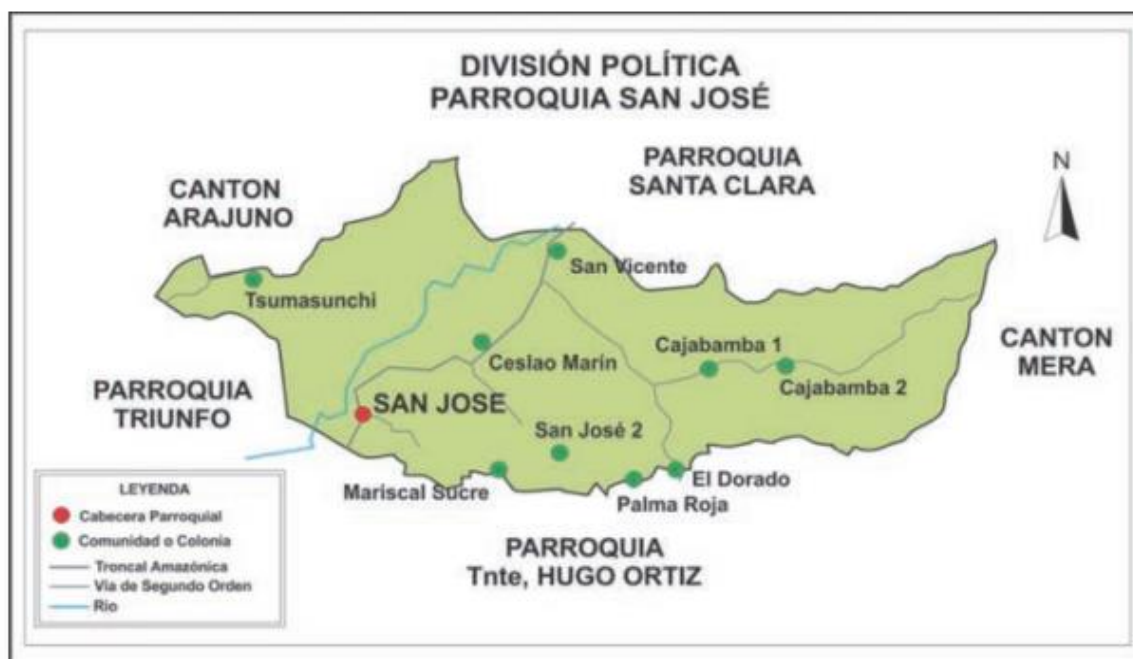 DIVISIÓN POLÍTICA
PARROQUIA SAN JOSÉ
PARROQUIA
SANTA CLARA
N
CANTON
ARAJUNO
San Vicente
Tsumasunchi
CANTON
MERA
Cajabamba 1
Ceslao Marín
Cajabamba 2
PARROQUIA
TRIUNFO
SAN JOSE
San José 2
Mariscal Sucre
El Dorado
Palma Roja
PARROQUIA
Tnte, HUGO ORTIZ
LEYENDA
Cabecera Parroquial
Comunidad o Colonia
Troncal Amazónica
Via de Segundo Orden
Río